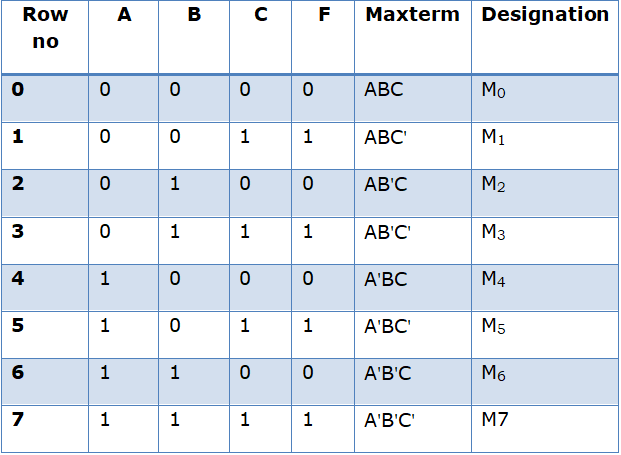 Row no A B C F Maxterm Designation
0 0 0 0 0 ABC M₀
1 0 0 1 1 ABC' M₁
2 0 1 0 0 AB'C M₂
3 0 1 1 1 AB'C' M₃
4 1 0 0 0 A'BC M₄
5 1 0 1 1 A'BC' M₅
6 1 1 0 0 A'B'C M₆
7 1 1 1 1 A'B'C' M7